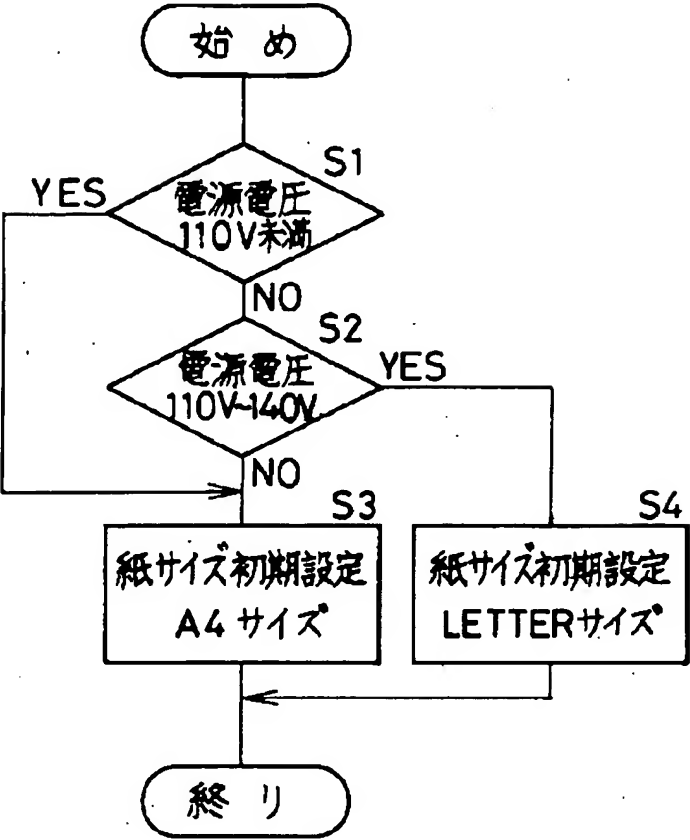 始め
S1
YES
電源電圧
110V未満
NO
S2
電源電圧
110V~140V
YES
NO
S3
紙サイズ初期設定
A4サイズ
S4
紙サイズ初期設定
LETTERサイズ
終り